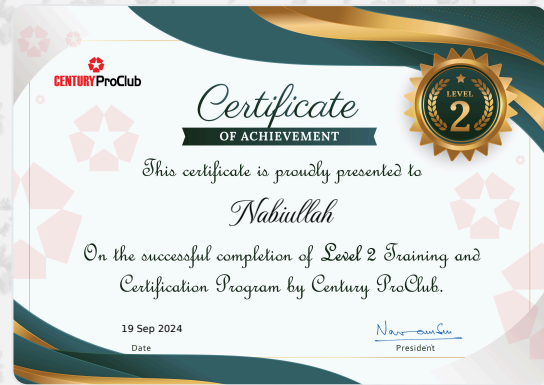 CENTURY ProClub
Certificate
OF ACHIEVEMENT
LEVEL
2
This certificate is proudly presented to
Nabiullah
On the successful completion of Level 2 Training and
Certification Program by Century ProClub.
19 Sep 2024
Date
President